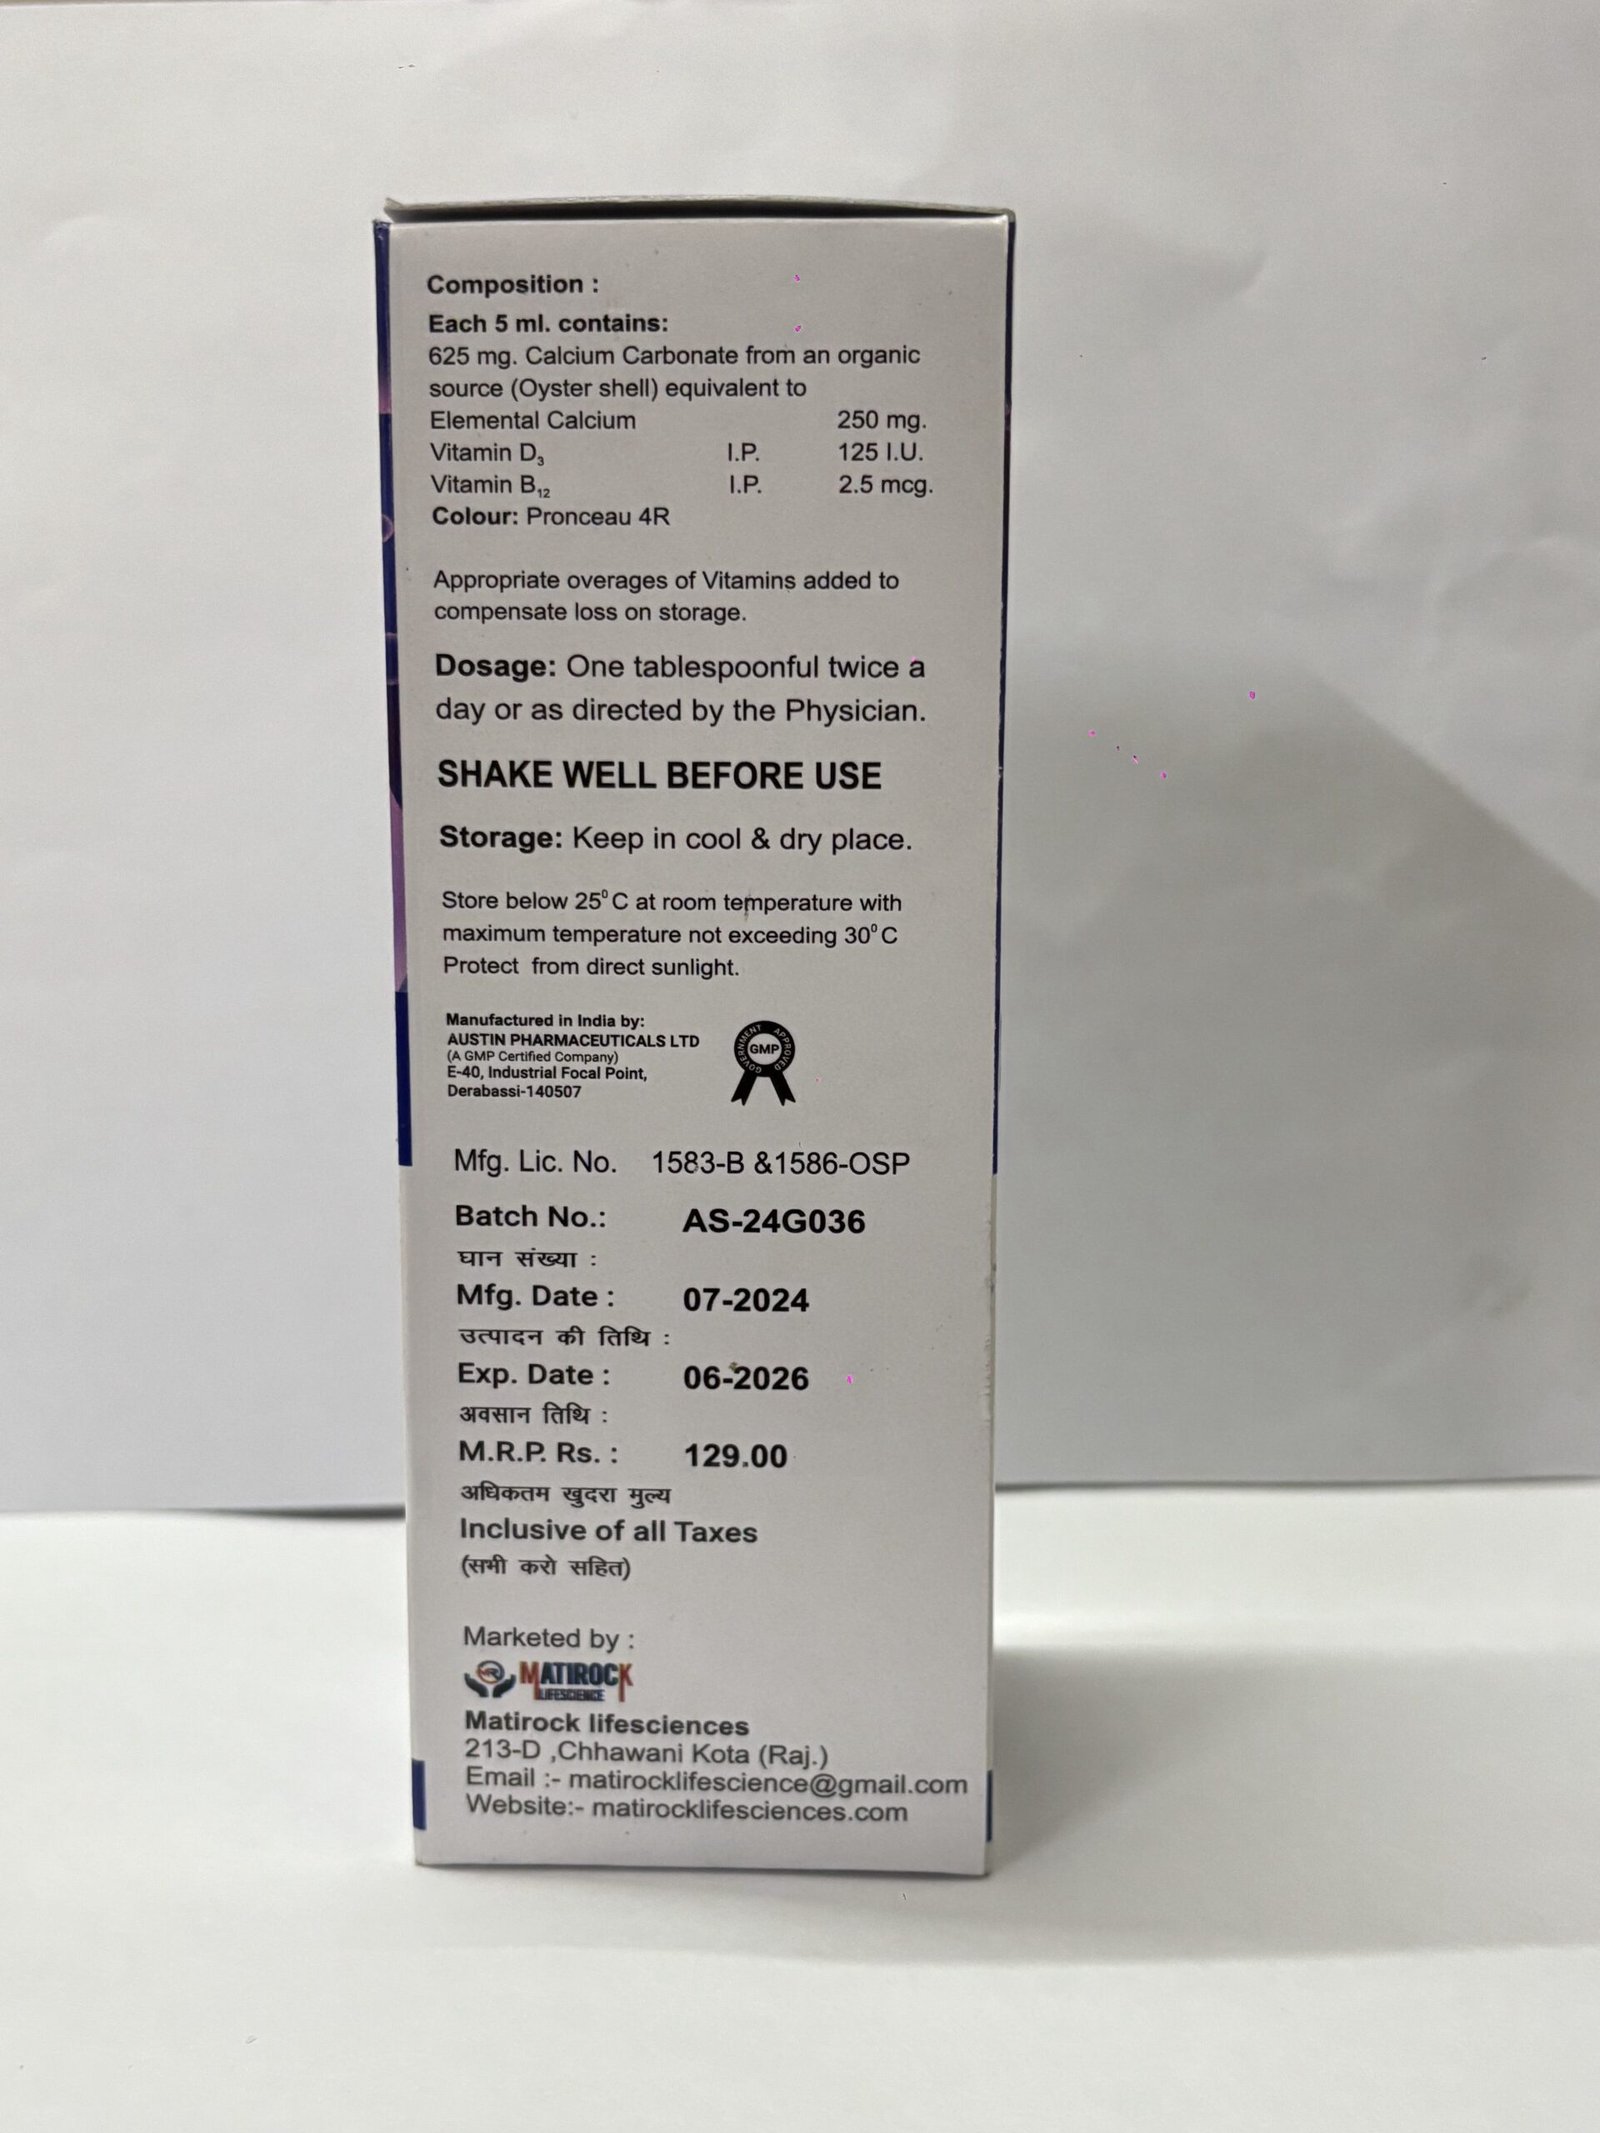 Composition :
Each 5 ml. contains:
625 mg. Calcium Carbonate from an organic
source (Oyster shell) equivalent to
Elemental Calcium 250 mg.
Vitamin D₃ I.P. 125 I.U.
Vitamin B₁₂ I.P. 2.5 mcg.
Colour: Pronceau 4R
Appropriate overages of Vitamins added to
compensate loss on storage.
Dosage: One tablespoonful twice a
day or as directed by the Physician.
SHAKE WELL BEFORE USE
Storage: Keep in cool & dry place.
Store below 25⁰C at room temperature with
maximum temperature not exceeding 30⁰C
Protect from direct sunlight.
Manufactured in India by:
AUSTIN PHARMACEUTICALS LTD
(A GMP Certified Company)
E-40, Industrial Focal Point,
Derabassi-140507
GOVERNMENT APPROVED
GMP
GOOD
Mfg. Lic. No. 1583-B &1586-OSP
Batch No.: AS-24G036
घान संख्या :
Mfg. Date : 07-2024
उत्पादन की तिथि :
Exp. Date : 06-2026
अवसान तिथि :
M.R.P. Rs. : 129.00
अधिकतम खुदरा मुल्य
Inclusive of all Taxes
(सभी करो सहित)
Marketed by :
MR MATIROCK
LIFESCIENCE
Matirock lifesciences
213-D ,Chhawani Kota (Raj.)
Email :- matirocklifescience@gmail.com
Website:- matirocklifesciences.com